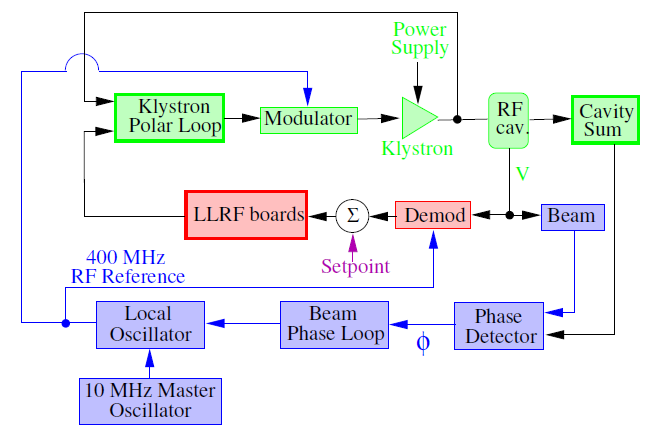 Power
Supply
Klystron
Polar Loop
Modulator
Klystron
RF
cav.
Cavity
Sum
V
LLRF boards
Σ
Demod
Beam
Setpoint
400 MHz
RF Reference
Local
Oscillator
Beam
Phase Loop
ϕ
Phase
Detector
10 MHz Master
Oscillator